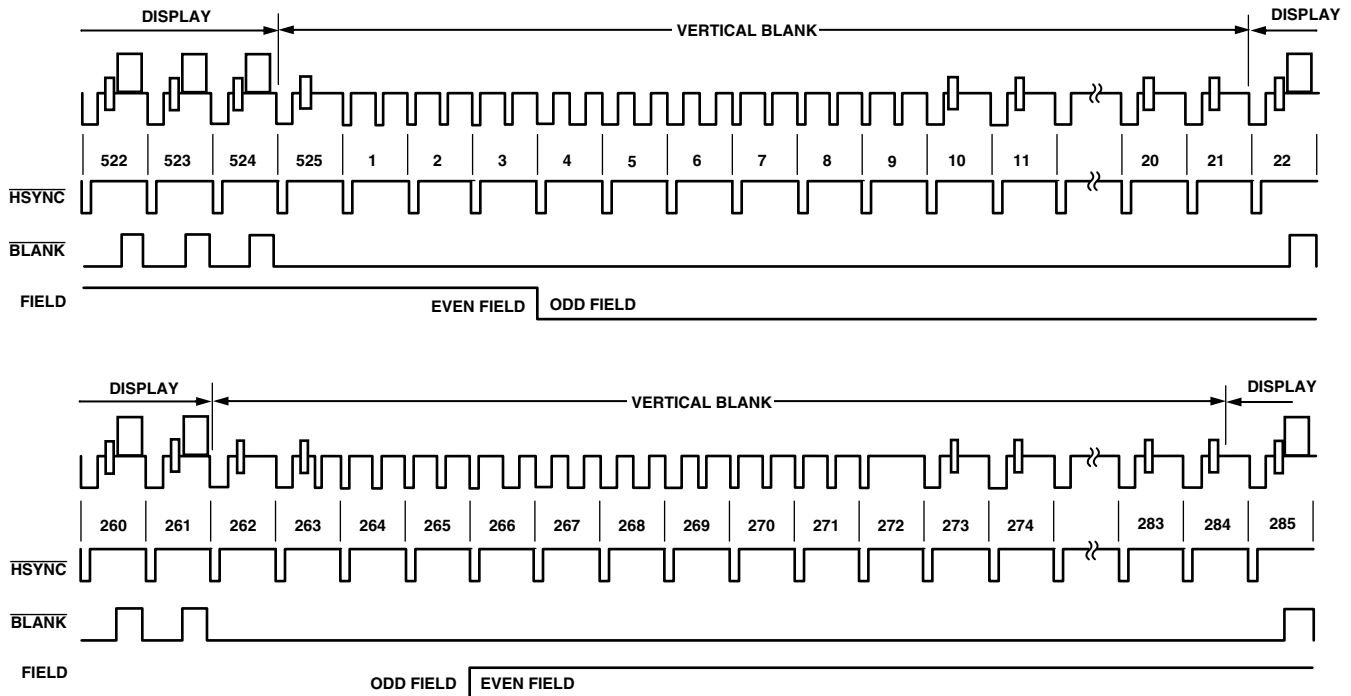 DISPLAY VERTICAL BLANK DISPLAY
522 523 524 525 1 2 3 4 5 6 7 8 9 10 11 20 21 22
HSYNC
BLANK
FIELD EVEN FIELD ODD FIELD
DISPLAY VERTICAL BLANK DISPLAY
260 261 262 263 264 265 266 267 268 269 270 271 272 273 274 283 284 285
HSYNC
BLANK
FIELD ODD FIELD EVEN FIELD